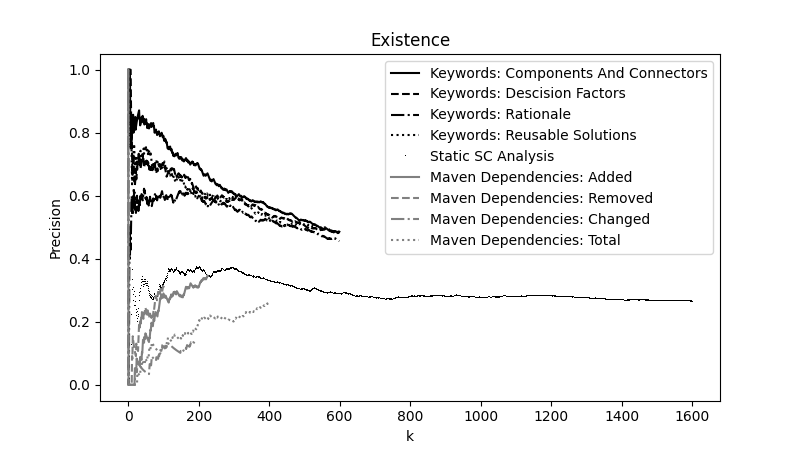 Existence
Precision
1.0
0.8
0.6
0.4
0.2
0.0
Keywords: Components And Connectors
Keywords: Descision Factors
Keywords: Rationale
Keywords: Reusable Solutions
Static SC Analysis
Maven Dependencies: Added
Maven Dependencies: Removed
Maven Dependencies: Changed
Maven Dependencies: Total
0 200 400 600 800 1000 1200 1400 1600
k